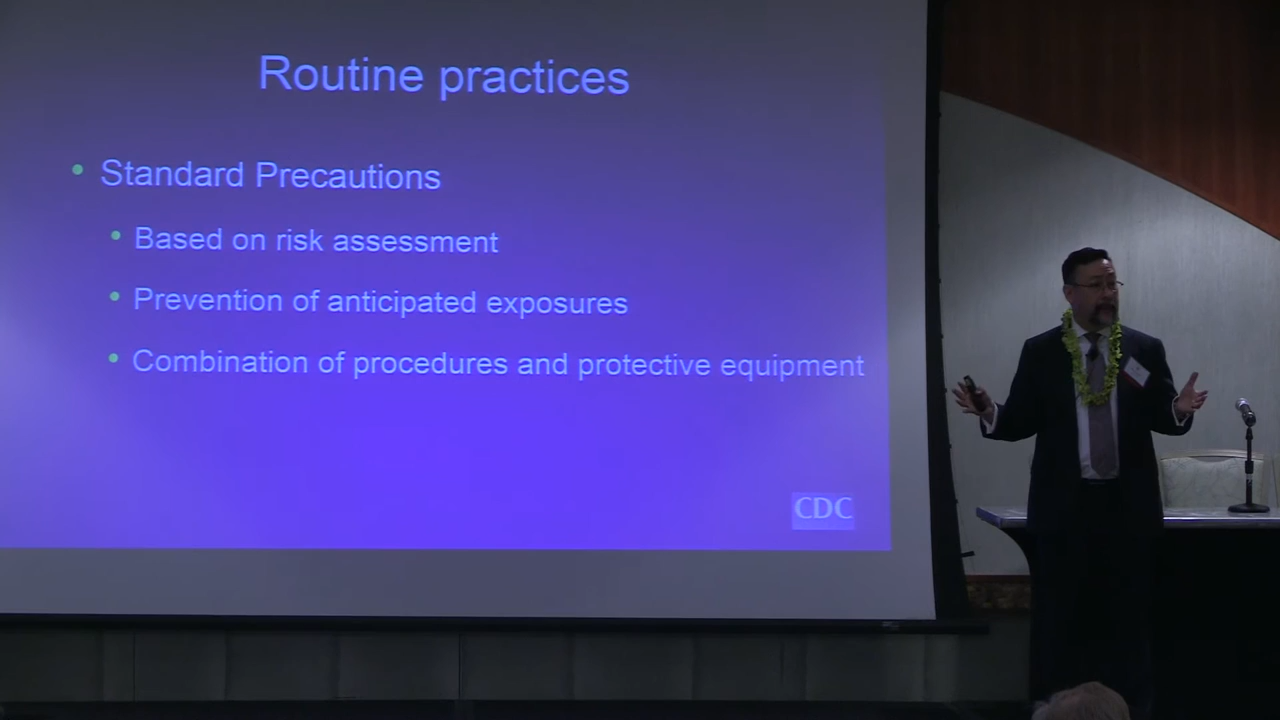 Routine practices
Standard Precautions
Based on risk assessment
Prevention of anticipated exposures
Combination of procedures and protective equipment
CDC